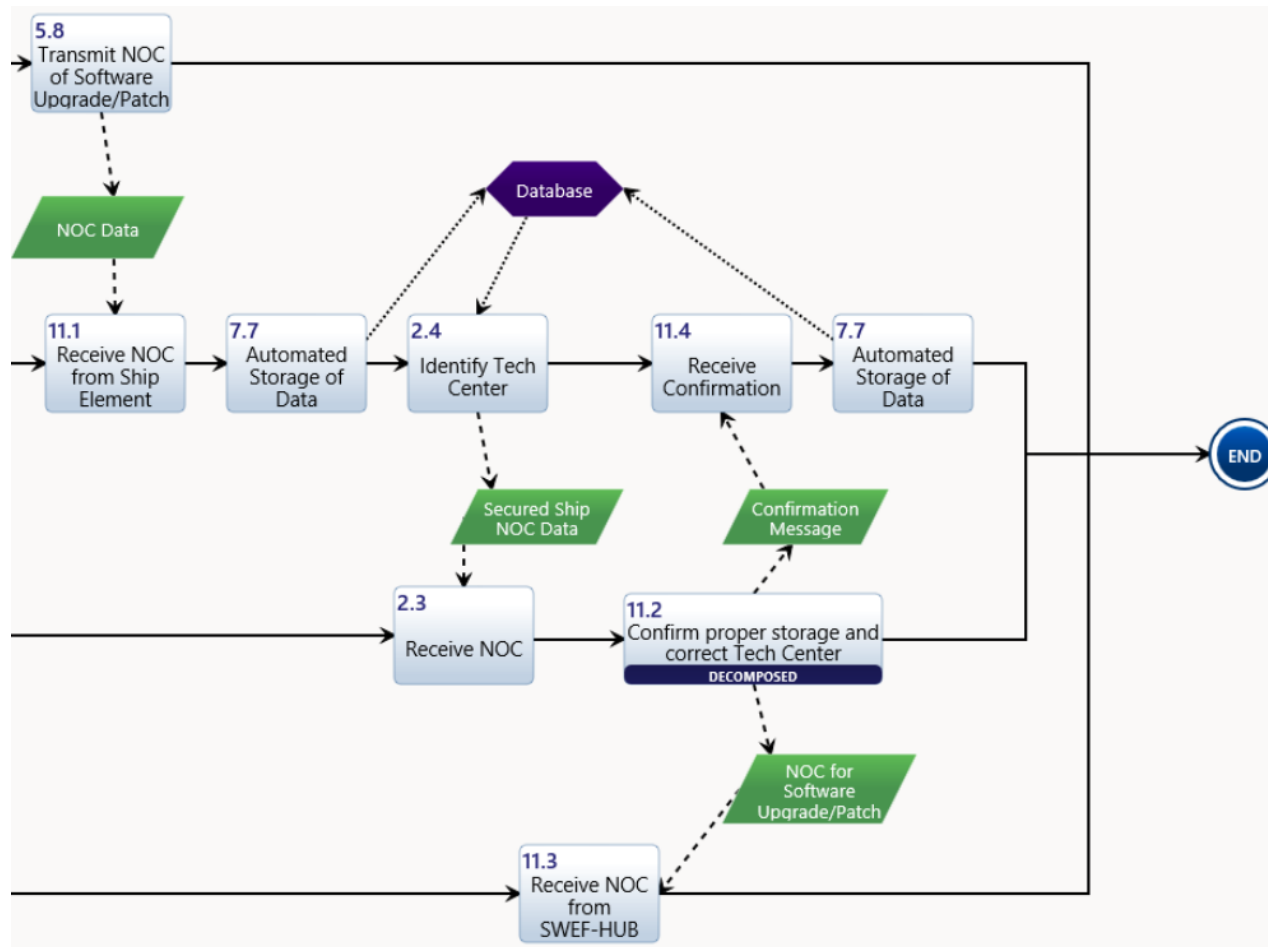 5.8
Transmit NOC
of Software
Upgrade/Patch
NOC Data
Database
11.1
Receive NOC
from Ship
Element
7.7
Automated
Storage of
Data
2.4
Identify Tech
Center
11.4
Receive
Confirmation
7.7
Automated
Storage of
Data
END
Secured Ship
NOC Data
Confirmation
Message
2.3
Receive NOC
11.2
Confirm proper storage and
correct Tech Center
DECOMPOSED
NOC for
Software
Upgrade/Patch
11.3
Receive NOC
from
SWEF-HUB